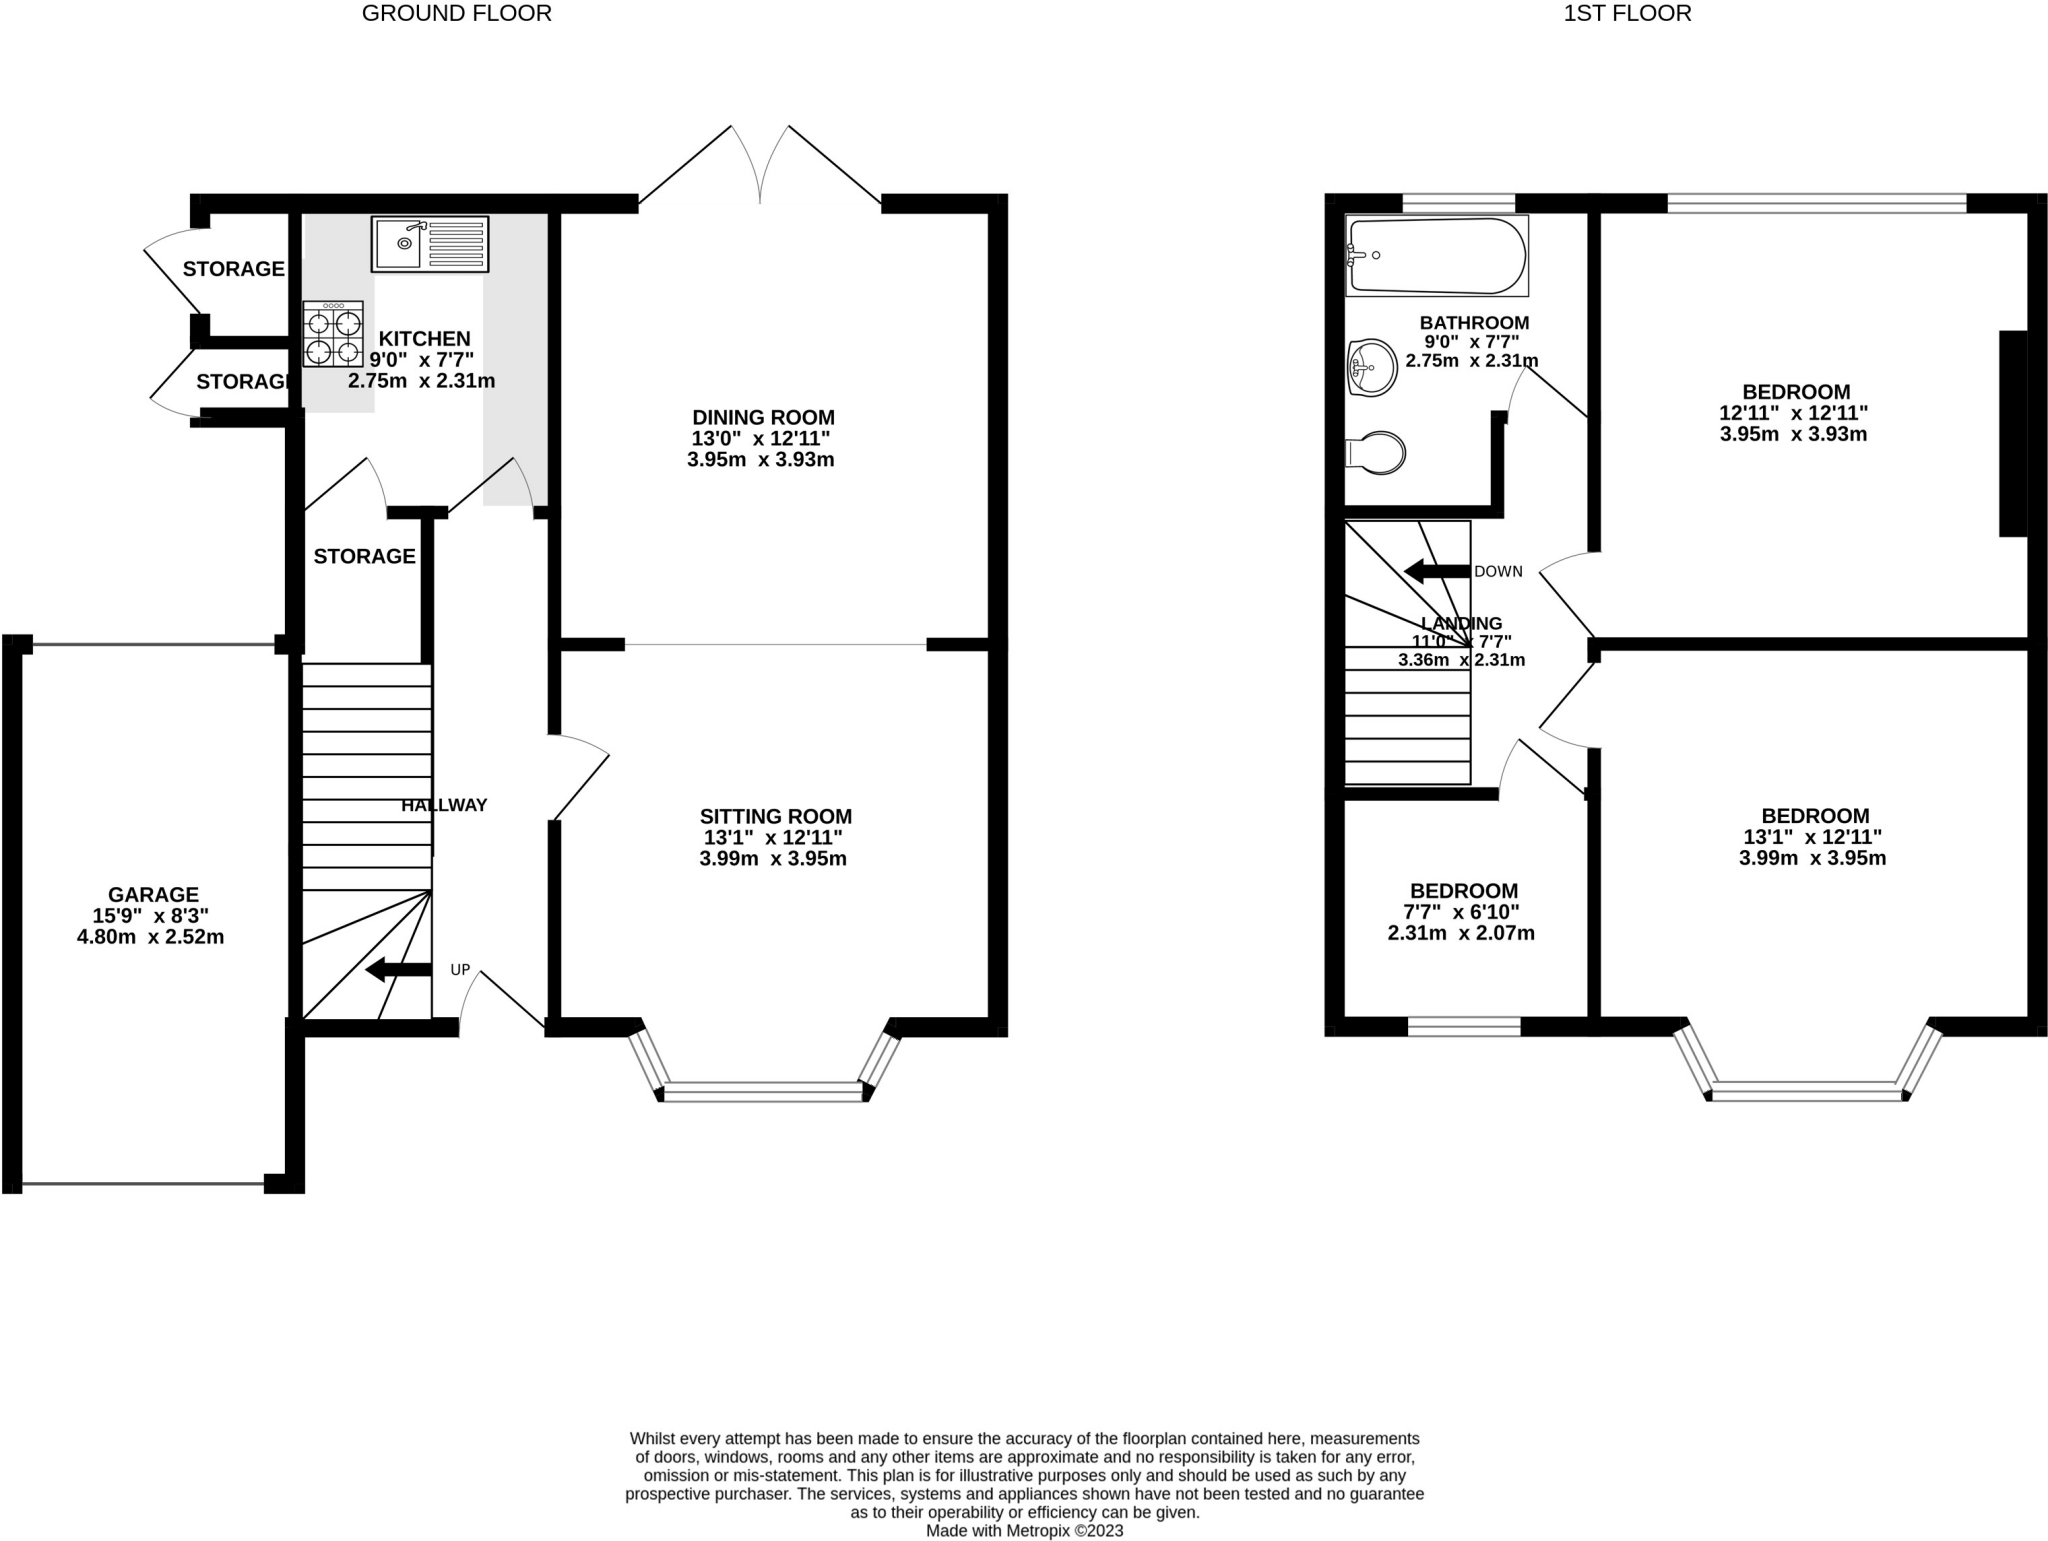 GROUND FLOOR
1ST FLOOR
STORAGE
STORAGE
KITCHEN
9'0" x 7'7"
2.75m x 2.31m
DINING ROOM
13'0" x 12'11"
3.95m x 3.93m
STORAGE
HALLWAY
UP
SITTING ROOM
13'1" x 12'11"
3.99m x 3.95m
GARAGE
15'9" x 8'3"
4.80m x 2.52m
BATHROOM
9'0" x 7'7"
2.75m x 2.31m
BEDROOM
12'11" x 12'11"
3.95m x 3.93m
DOWN
LANDING
11'0" x 7'7"
3.36m x 2.31m
BEDROOM
13'1" x 12'11"
3.99m x 3.95m
BEDROOM
7'7" x 6'10"
2.31m x 2.07m
Whilst every attempt has been made to ensure the accuracy of the floorplan contained here, measurements
of doors, windows, rooms and any other items are approximate and no responsibility is taken for any error,
omission or mis-statement. This plan is for illustrative purposes only and should be used as such by any
prospective purchaser. The services, systems and appliances shown have not been tested and no guarantee
as to their operability or efficiency can be given.
Made with Metropix ©2023